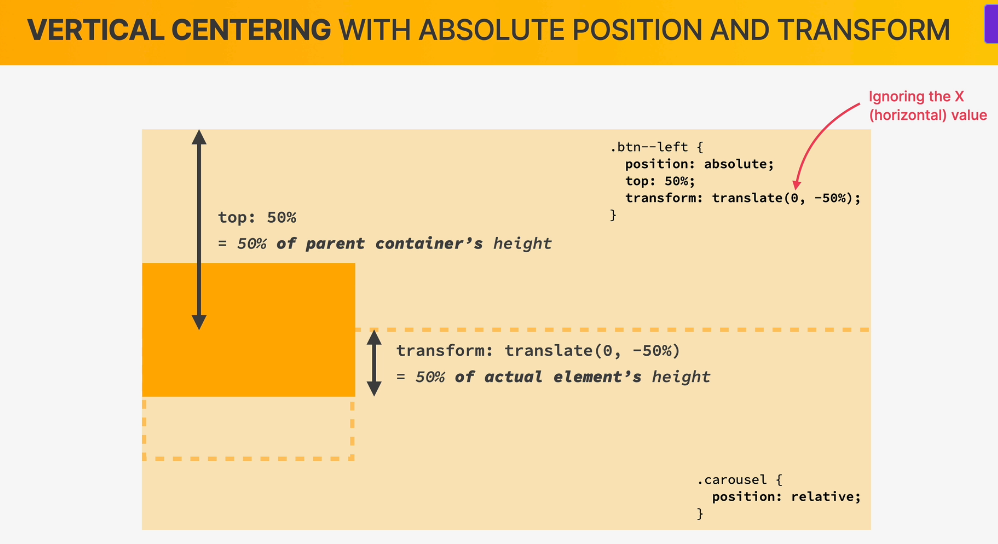 VERTICAL CENTERING WITH ABSOLUTE POSITION AND TRANSFORM
Ignoring the X
(horizontal) value
.btn--left {
position: absolute;
top: 50%;
transform: translate(0, -50%);
}
top: 50%
= 50% of parent container’s height
transform: translate(0, -50%)
= 50% of actual element’s height
.carousel {
position: relative;
}